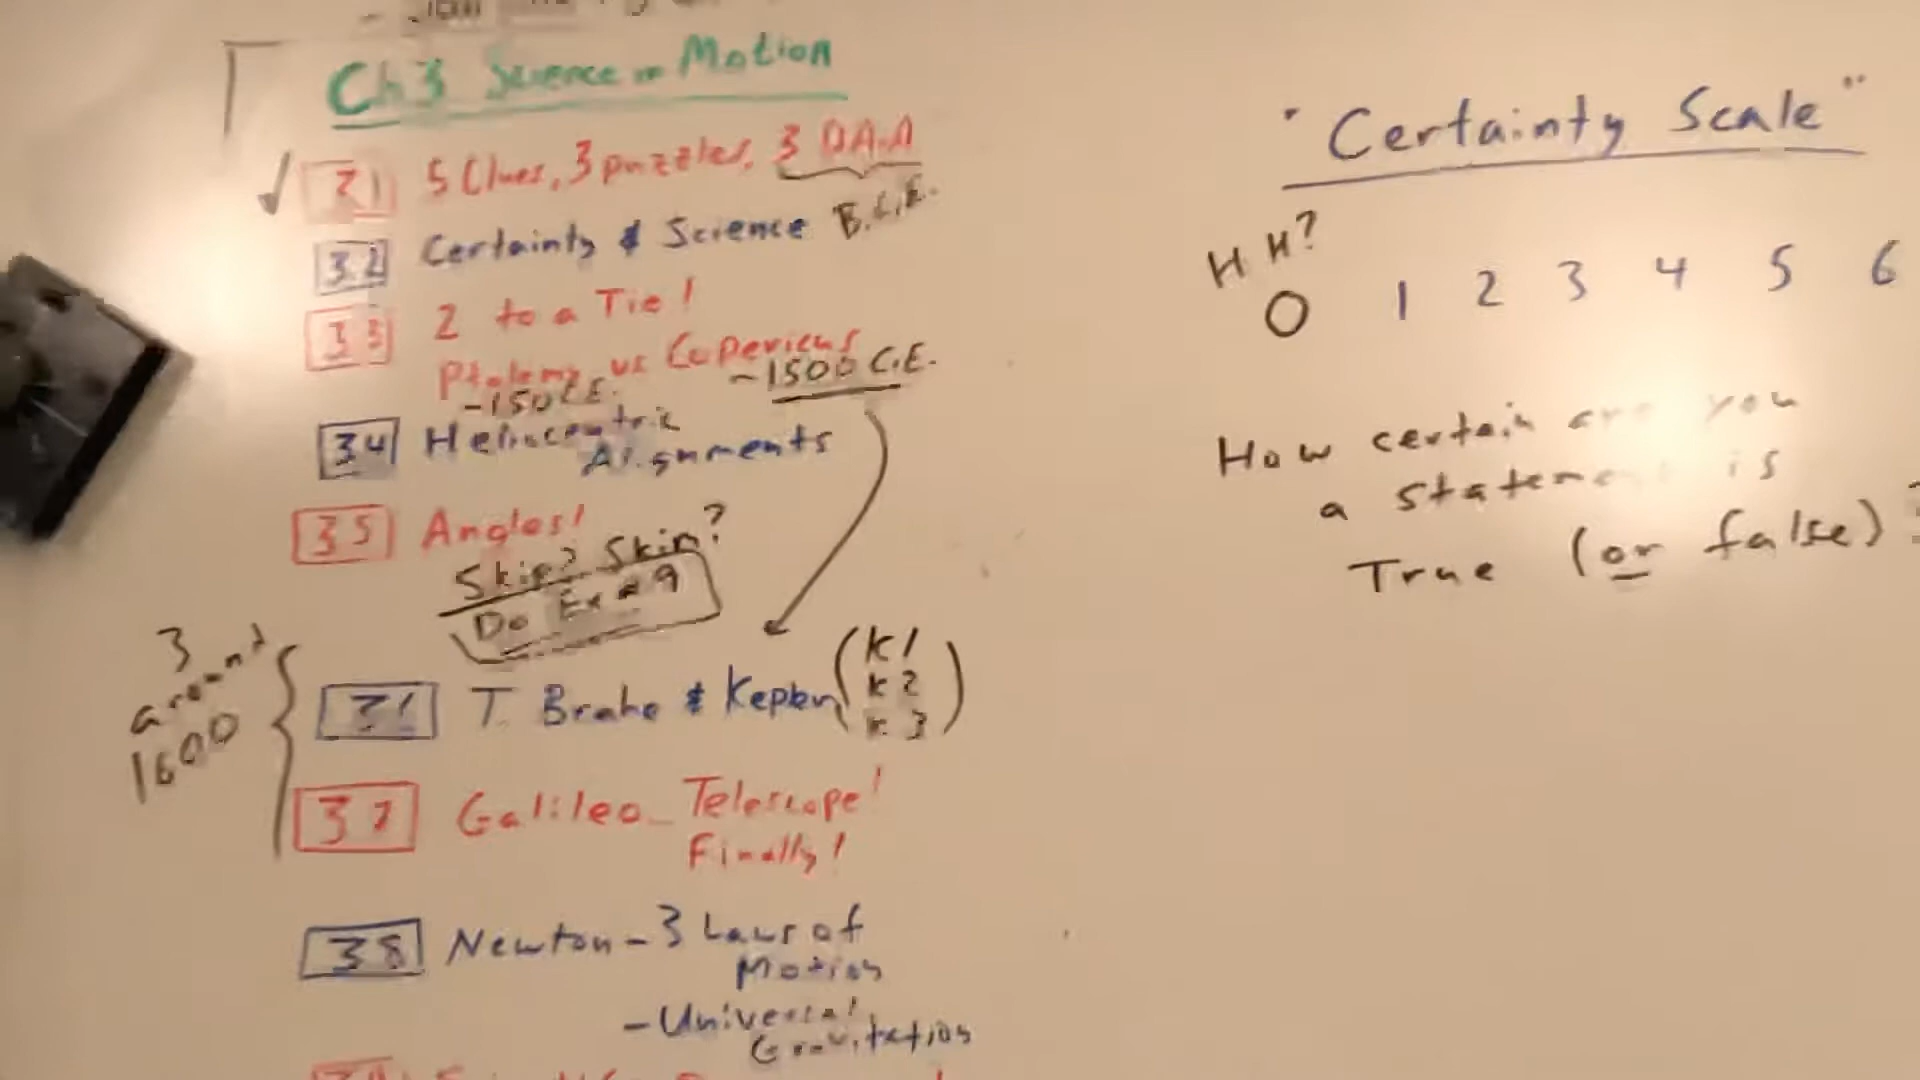 Ch 3 Science in Motion
3.1 5 Clues, 3 puzzles, 3 D.A.A
B.C.E.
3.2 Certainty & Science
3.3 2 to a Tie!
Ptolemy vs Copernicus
~150 C.E. ~1500 C.E.
3.4 Heliocentric
Alignments
3.5 Angles!
Skip? Skim?
Do Ex # 9
3
around
1600
T. Brahe & Kepler
K1
K2
K3
3.7 Galileo - Telescope!
Finally!
3.8 Newton - 3 Laws of
Motion
- Universal
Gravitation
"Certainty Scale"
H H?
0 1 2 3 4 5 6
How certain are you
a statement is
True (or false)?